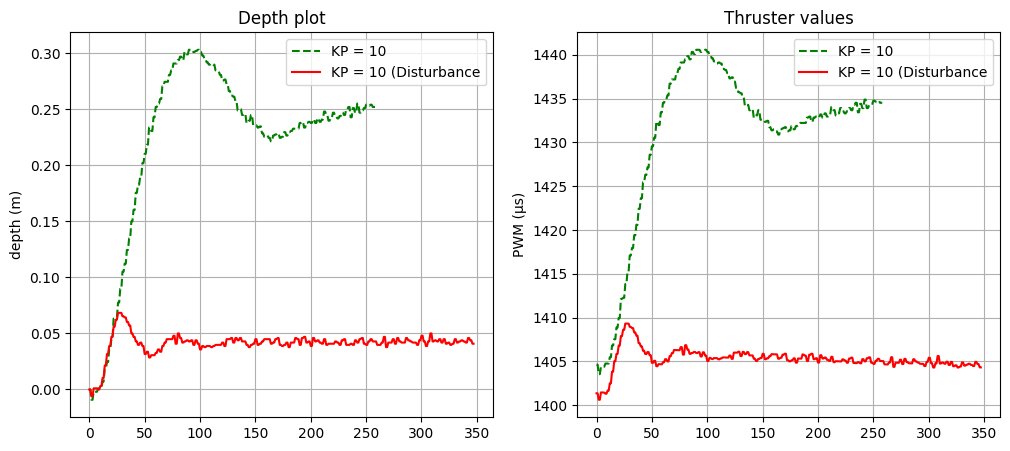 Depth plot
KP = 10
KP = 10 (Disturbance
depth (m)
0.30
0.25
0.20
0.15
0.10
0.05
0.00
0 50 100 150 200 250 300 350
Thruster values
KP = 10
KP = 10 (Disturbance
PWM (µs)
1440
1435
1430
1425
1420
1415
1410
1405
1400
0 50 100 150 200 250 300 350